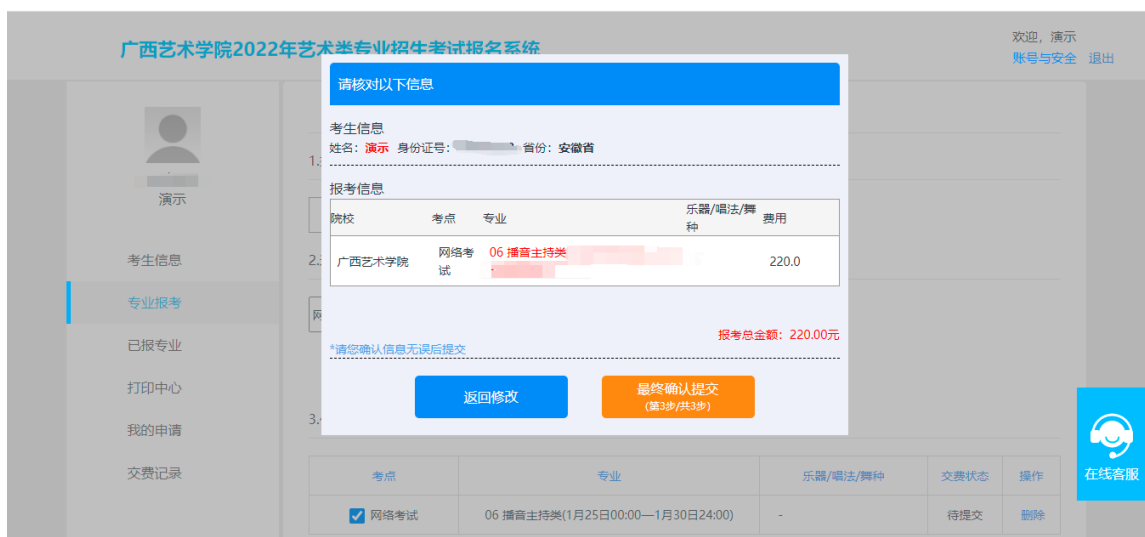 广西艺术学院2022年艺术类专业招生考试报名系统
欢迎，演示
账号与安全 退出
演示
考生信息
专业报考
已报专业
打印中心
我的申请
交费记录
请核对以下信息
考生信息
姓名：演示 身份证号： 省份：安徽省
报考信息
院校 考点 专业 乐器/唱法/舞种 费用
广西艺术学院 网络考试 06 播音主持类 220.0
报考总金额：220.00元
*请您确认信息无误后提交
返回修改
最终确认提交
(第3步/共3步)
1.
2.
3.
考点 专业 乐器/唱法/舞种 交费状态 操作
网络考试 06 播音主持类(1月25日00:00—1月30日24:00) - 待提交 删除
在线客服